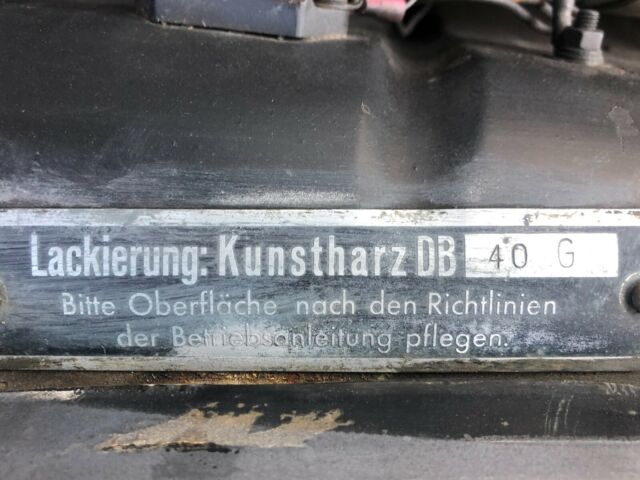 Lackierung: Kunstharz DB 40 G
Bitte Oberfläche nach den Richtlinien
der Betriebsanleitung pflegen.